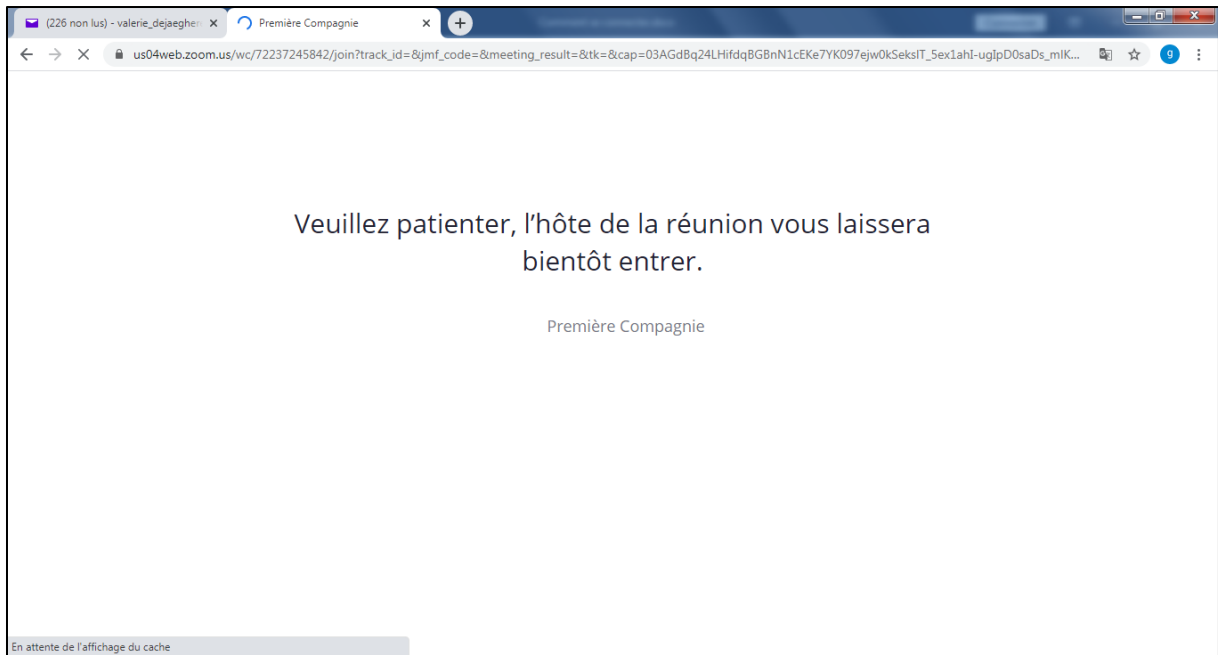 (226 non lus) - valerie_dejaegher
Première Compagnie
us04web.zoom.us/wc/72237245842/join?track_id=&jmf_code=&meeting_result=&tk=&cap=03AGdBq24LHifdqBGBnN1cEKe7YK097ejw0kSeksIT_5ex1ahI-ugIpD0saDs_mIK...
g
Veuillez patienter, l’hôte de la réunion vous laissera
bientôt entrer.
Première Compagnie
En attente de l'affichage du cache